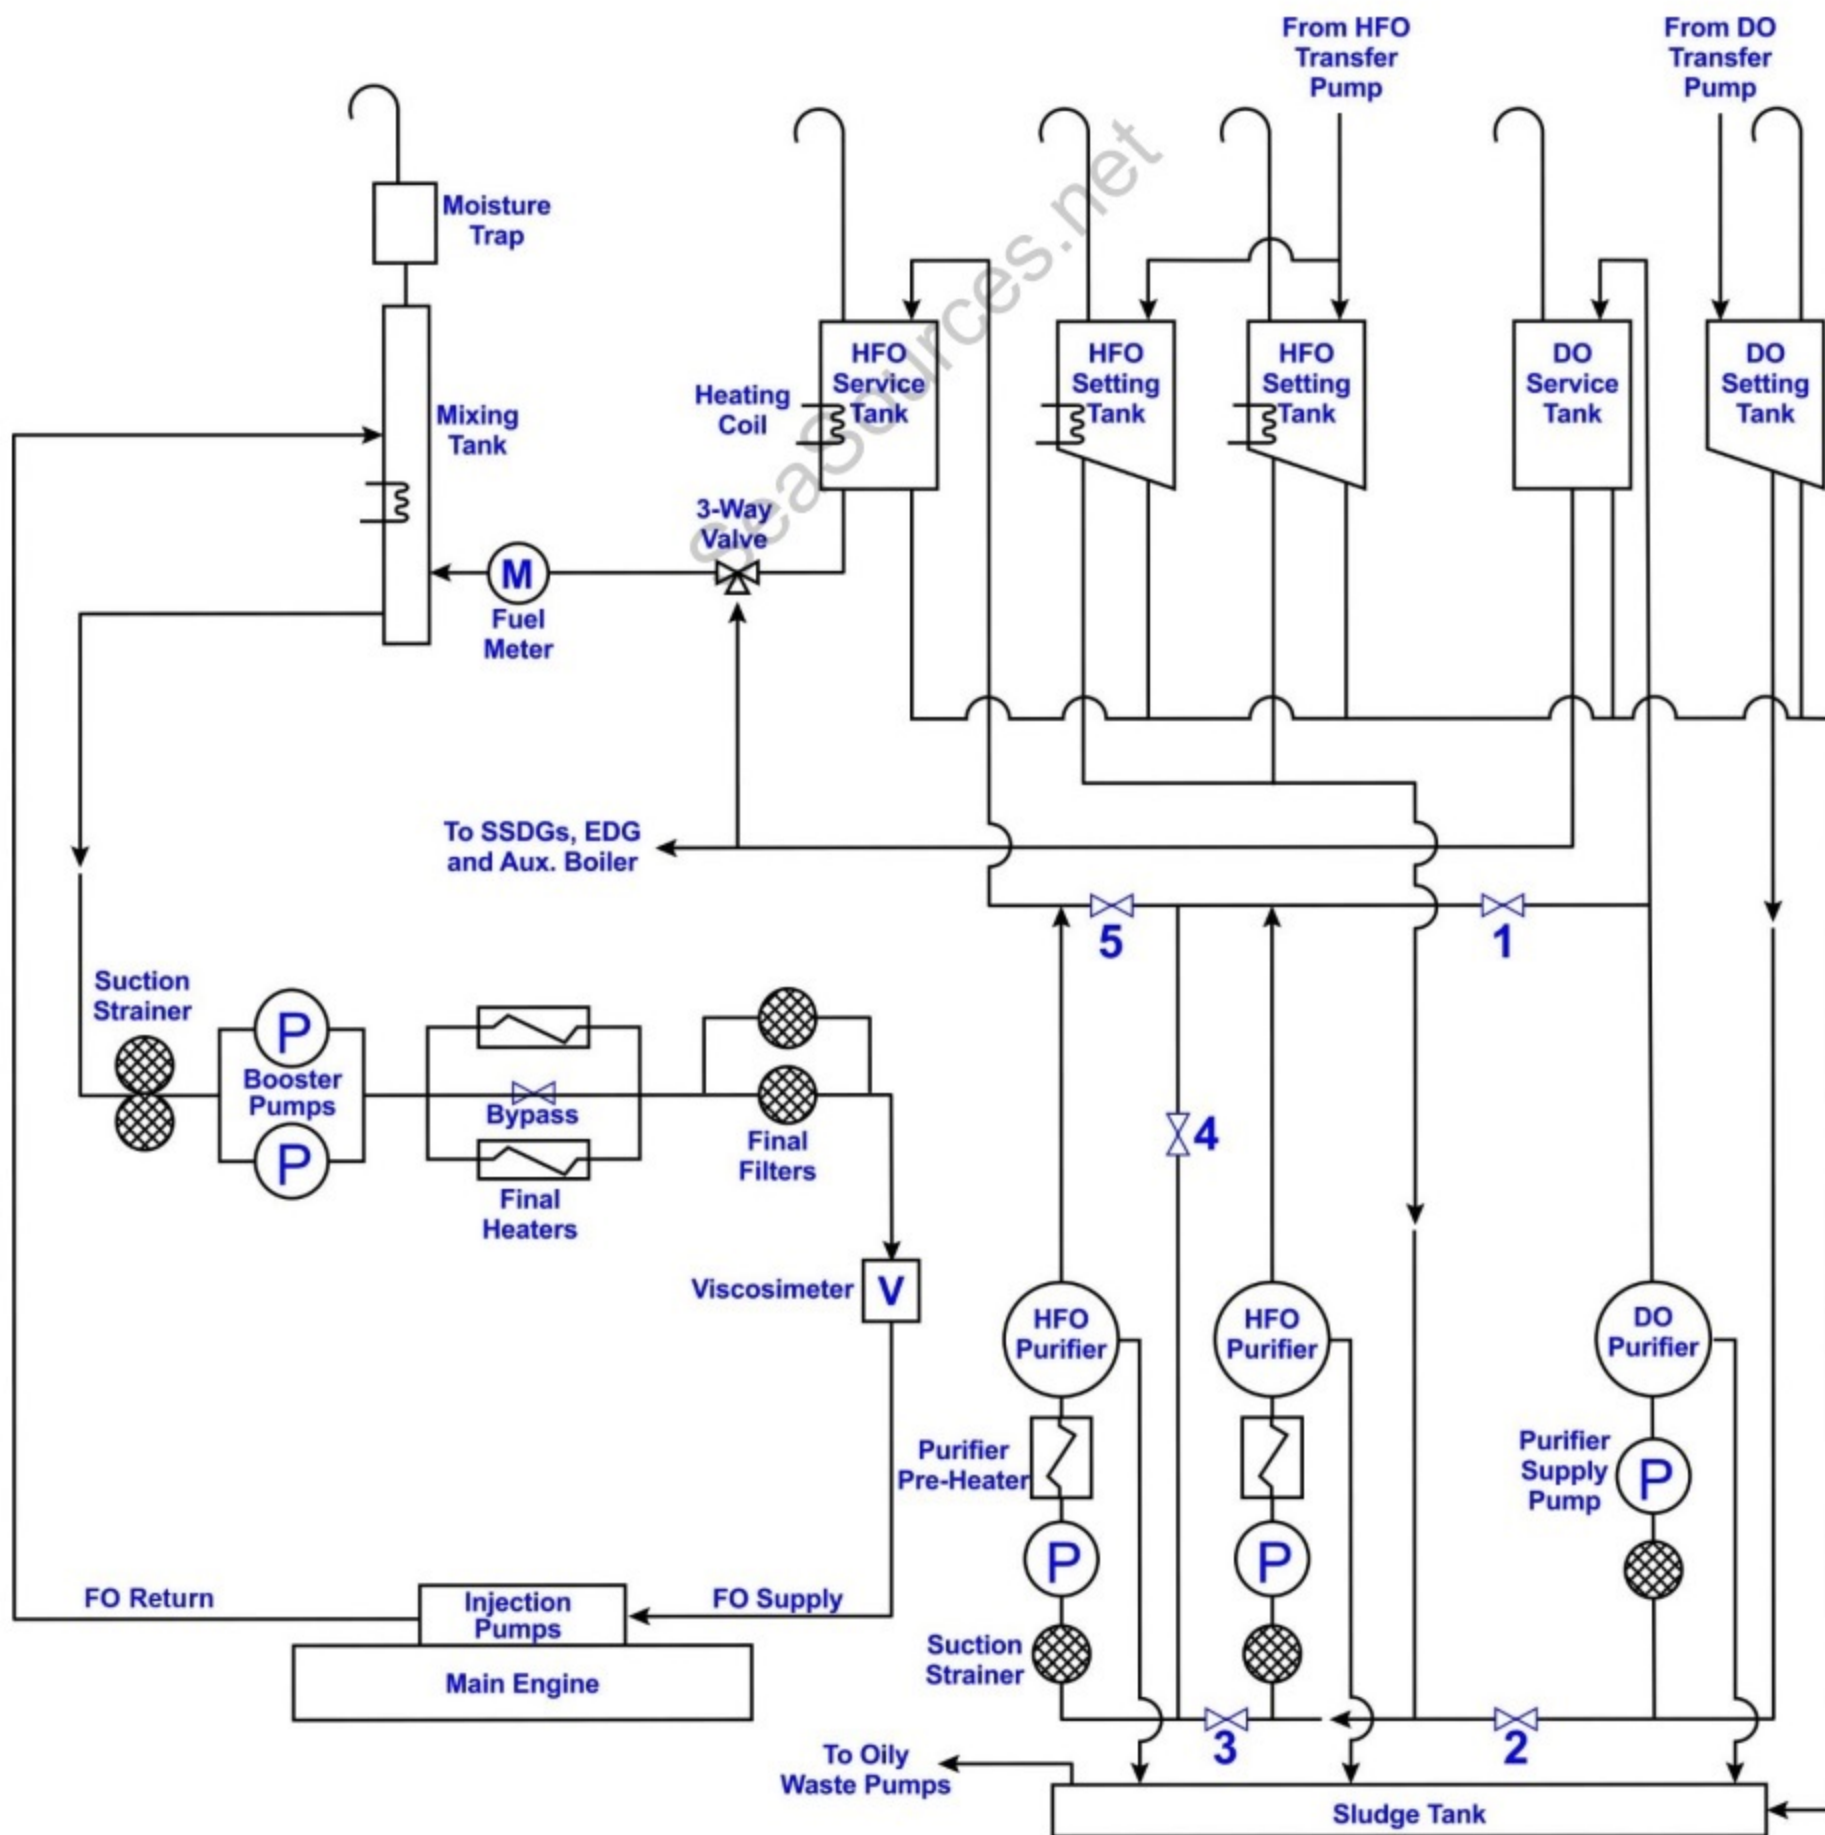 From HFO
Transfer
Pump
From DO
Transfer
Pump
Moisture
Trap
SeaSources.net
HFO
Service
Tank
HFO
Setting
Tank
HFO
Setting
Tank
DO
Service
Tank
DO
Setting
Tank
Heating
Coil
Mixing
Tank
3-Way
Valve
M
Fuel
Meter
To SSDGs, EDG
and Aux. Boiler
5
1
Suction
Strainer
P
Booster
Pumps
P
Bypass
Final
Heaters
Final
Filters
4
Viscosimeter
V
HFO
Purifier
HFO
Purifier
DO
Purifier
Purifier
Pre-Heater
Purifier
Supply
Pump
P
P
P
FO Return
Injection
Pumps
FO Supply
Main Engine
Suction
Strainer
3
2
To Oily
Waste Pumps
Sludge Tank